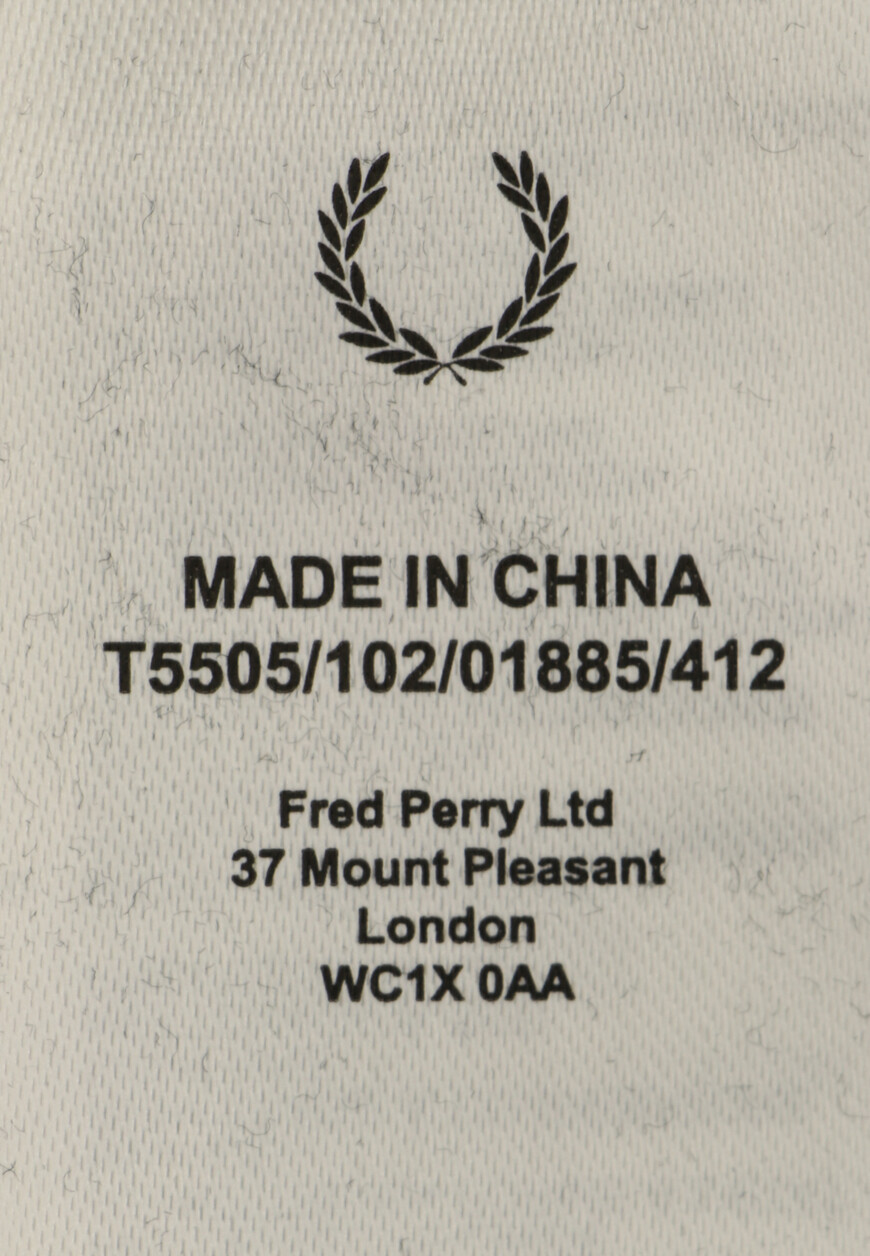 MADE IN CHINA
T5505/102/01885/412
Fred Perry Ltd
37 Mount Pleasant
London
WC1X 0AA